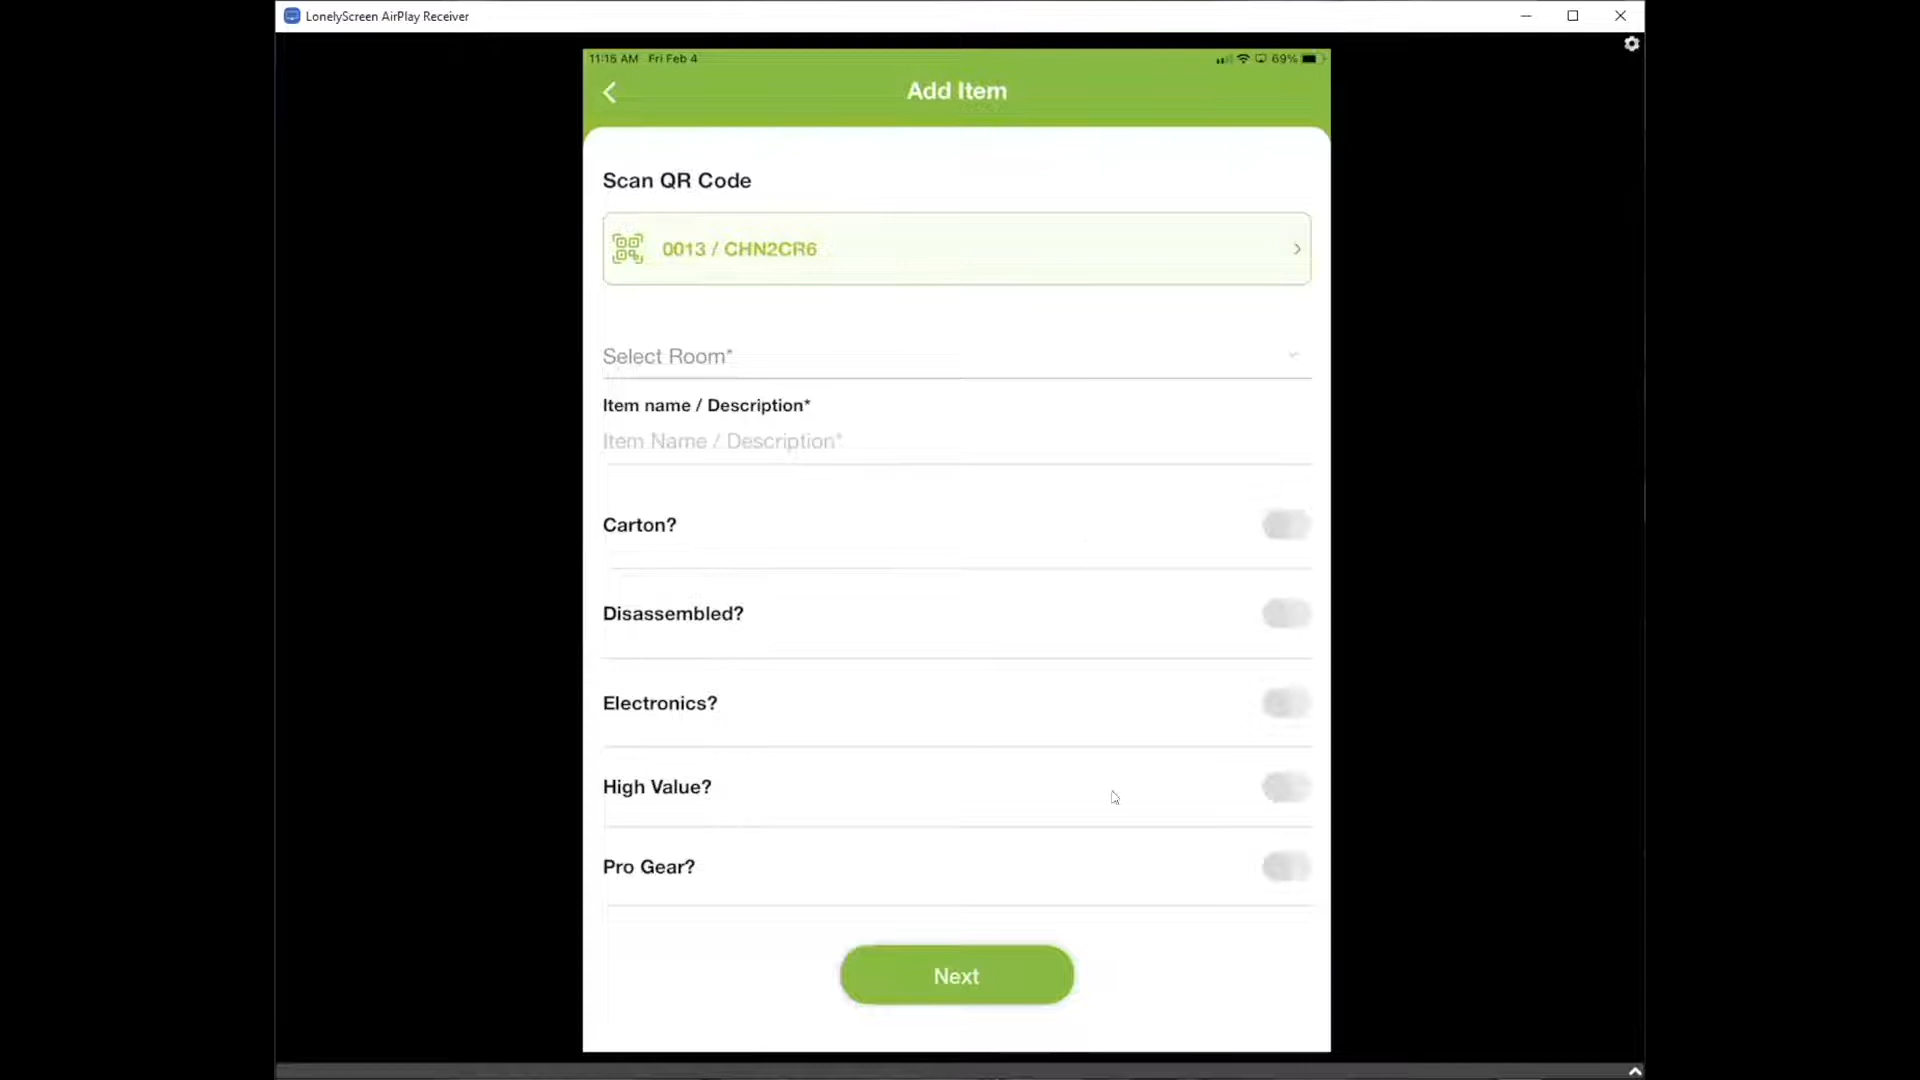 LonelyScreen AirPlay Receiver
11:15 AM Fri Feb 4
69%
Add Item
Scan QR Code
0013 / CHN2CR6
Select Room*
Item name / Description*
Item Name / Description*
Carton?
Disassembled?
Electronics?
High Value?
Pro Gear?
Next